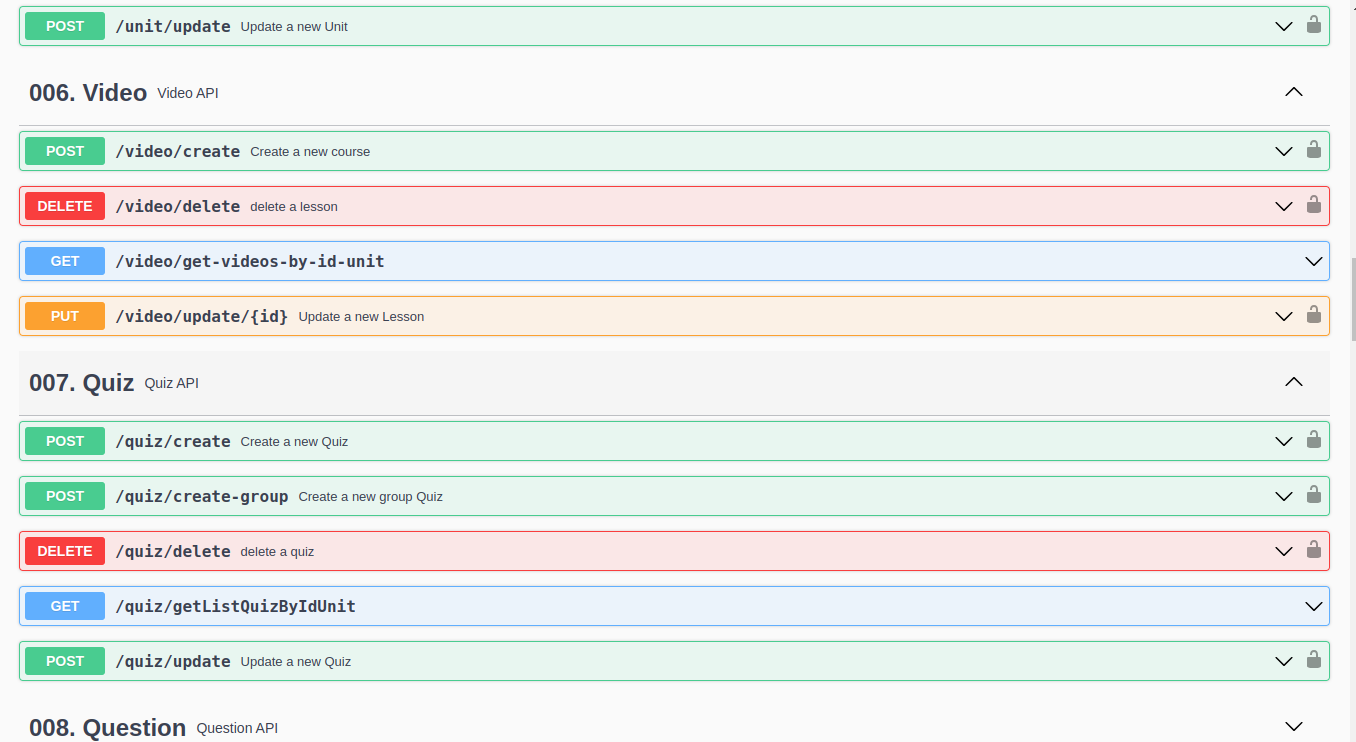 POST /unit/update Update a new Unit
006. Video Video API
POST /video/create Create a new course
DELETE /video/delete delete a lesson
GET /video/get-videos-by-id-unit
PUT /video/update/{id} Update a new Lesson
007. Quiz Quiz API
POST /quiz/create Create a new Quiz
POST /quiz/create-group Create a new group Quiz
DELETE /quiz/delete delete a quiz
GET /quiz/getListQuizByIdUnit
POST /quiz/update Update a new Quiz
008. Question Question API